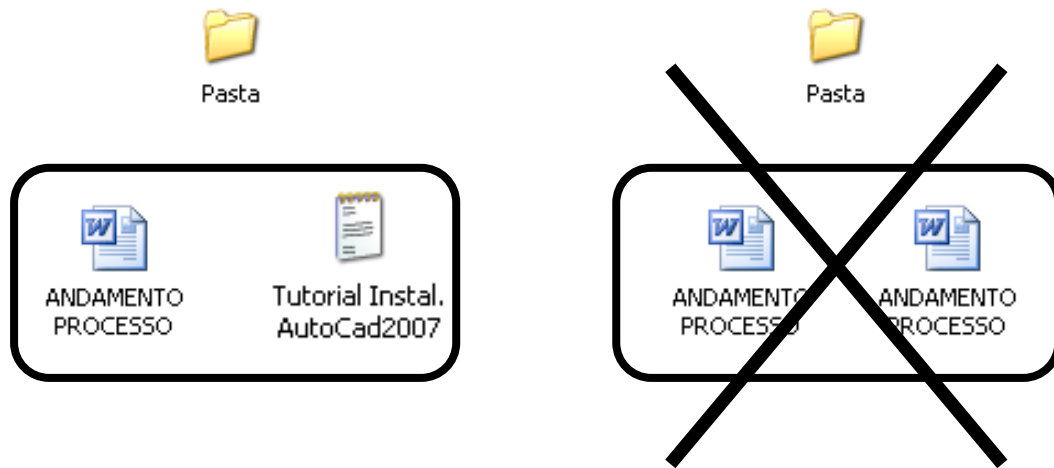 Pasta
Pasta
ANDAMENTO
PROCESSO
Tutorial Instal.
AutoCad2007
ANDAMENTO
PROCESSO
ANDAMENTO
PROCESSO